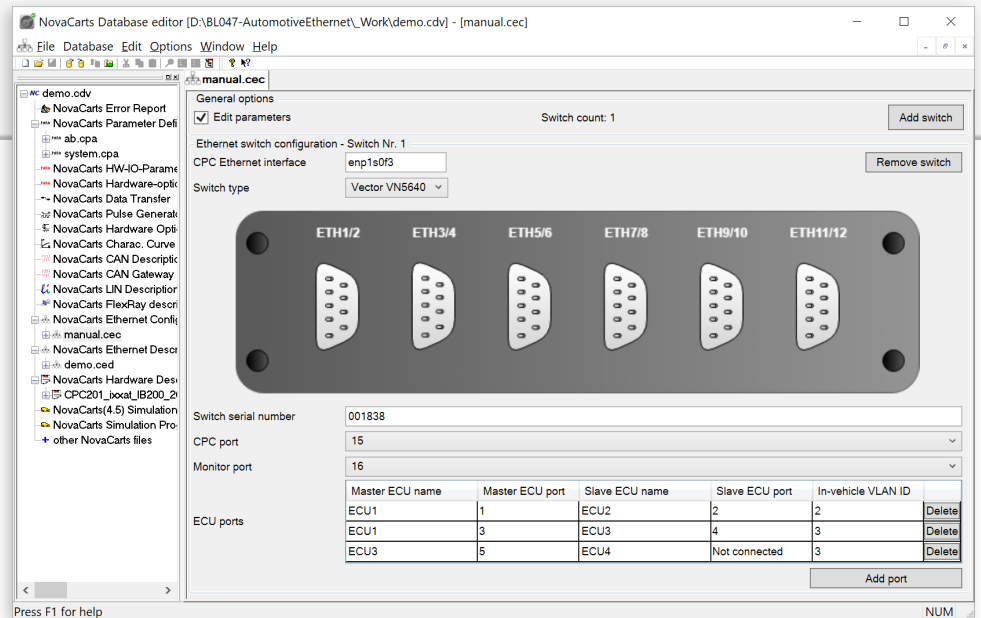 NovaCarts Database editor [D:\BL047-AutomotiveEthernet\_Work\demo.cdv] - [manual.cec]
File Database Edit Options Window Help
manual.cec
NC demo.cdv
NovaCarts Error Report
NovaCarts Parameter Defi
ab.cpa
system.cpa
NovaCarts HW-IO-Parame
NovaCarts Hardware-optic
NovaCarts Data Transfer
NovaCarts Pulse Generato
NovaCarts Hardware Opti
NovaCarts Charac. Curve
NovaCarts CAN Descriptic
NovaCarts CAN Gateway
NovaCarts LIN Description
NovaCarts FlexRay descri
NovaCarts Ethernet Config
manual.cec
NovaCarts Ethernet Descr
demo.ced
NovaCarts Hardware Desc
CPC201_ixxat_IB200_20
NovaCarts(4.5) Simulation
NovaCarts Simulation Pro
other NovaCarts files
General options
Edit parameters Switch count: 1 Add switch
Ethernet switch configuration - Switch Nr. 1
CPC Ethernet interface enp1s0f3 Remove switch
Switch type Vector VN5640
ETH1/2 ETH3/4 ETH5/6 ETH7/8 ETH9/10 ETH11/12
Switch serial number 001838
CPC port 15
Monitor port 16
ECU ports
Master ECU name Master ECU port Slave ECU name Slave ECU port In-vehicle VLAN ID
ECU1 1 ECU2 2 2 Delete
ECU1 3 ECU3 4 3 Delete
ECU3 5 ECU4 Not connected 3 Delete
Add port
Press F1 for help NUM